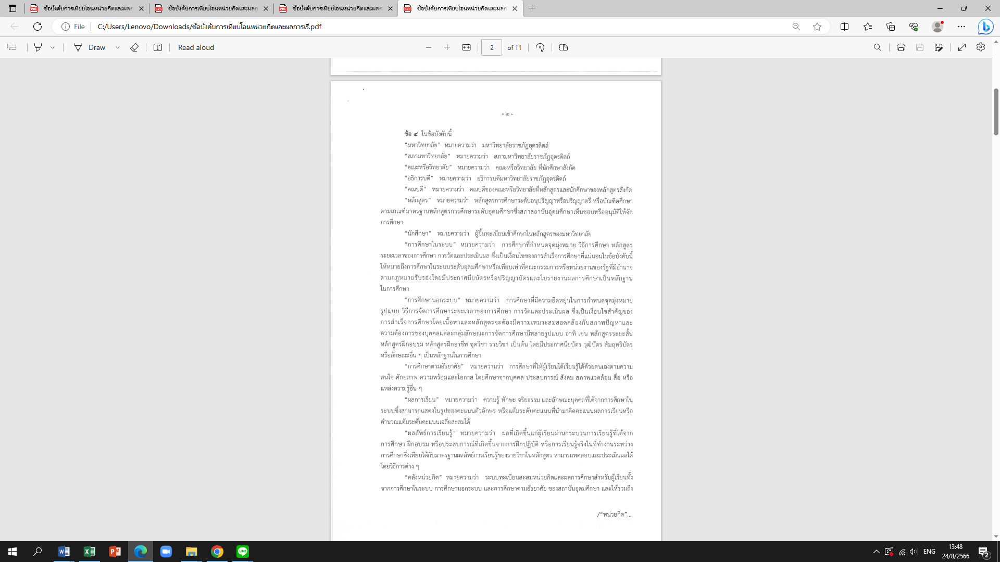 ข้อบังคับการเทียบโอนหน่วยกิตและผลก
ข้อบังคับการเทียบโอนหน่วยกิตและผลก
ข้อบังคับการเทียบโอนหน่วยกิตและผลก
ข้อบังคับการเทียบโอนหน่วยกิตและผลก
File
C:/Users/Lenovo/Downloads/ข้อบังคับการเทียบโอนหน่วยกิตและผลการเรี.pdf
Draw
Read aloud
2
of 11
- ๒ -
ข้อ ๔ ในข้อบังคับนี้
“มหาวิทยาลัย” หมายความว่า มหาวิทยาลัยราชภัฏอุตรดิตถ์
“สภามหาวิทยาลัย” หมายความว่า สภามหาวิทยาลัยราชภัฏอุตรดิตถ์
“คณะหรือวิทยาลัย” หมายความว่า คณะหรือวิทยาลัย ที่นักศึกษาสังกัด
“อธิการบดี” หมายความว่า อธิการบดีมหาวิทยาลัยราชภัฏอุตรดิตถ์
“คณบดี” หมายความว่า คณบดีของคณะหรือวิทยาลัยที่หลักสูตรและนักศึกษาของหลักสูตรสังกัด
“หลักสูตร” หมายความว่า หลักสูตรการศึกษาระดับอนุปริญญาหรือปริญญาตรี หรือบัณฑิตศึกษา
ตามเกณฑ์มาตรฐานหลักสูตรการศึกษาระดับอุดมศึกษาซึ่งสภาสถาบันอุดมศึกษาเห็นชอบหรืออนุมัติให้จัด
การศึกษา
“นักศึกษา” หมายความว่า ผู้ขึ้นทะเบียนเข้าศึกษาในหลักสูตรของมหาวิทยาลัย
“การศึกษาในระบบ” หมายความว่า การศึกษาที่กำหนดจุดมุ่งหมาย วิธีการศึกษา หลักสูตร
ระยะเวลาของการศึกษา การวัดและประเมินผล ซึ่งเป็นเงื่อนไขของการสำเร็จการศึกษาที่แน่นอนในข้อบังคับนี้
ให้หมายถึงการศึกษาในระบบระดับอุดมศึกษาหรือเทียบเท่าที่คณะกรรมการหรือหน่วยงานของรัฐที่มีอำนาจ
ตามกฎหมายรับรองโดยมีประกาศนียบัตรหรือปริญญาบัตรและใบรายงานผลการศึกษาเป็นหลักฐาน
ในการศึกษา
“การศึกษานอกระบบ” หมายความว่า การศึกษาที่มีความยืดหยุ่นในการกำหนดจุดมุ่งหมาย
รูปแบบ วิธีการจัดการศึกษาระยะเวลาของการศึกษา การวัดและประเมินผล ซึ่งเป็นเงื่อนไขสำคัญของ
การสำเร็จการศึกษาโดยเนื้อหาและหลักสูตรจะต้องมีความเหมาะสมสอดคล้องกับสภาพปัญหาและ
ความต้องการของบุคคลแต่ละกลุ่มลักษณะการจัดการศึกษามีหลายรูปแบบ อาทิ เช่น หลักสูตรระยะสั้น
หลักสูตรฝึกอบรม หลักสูตรฝึกอาชีพ ชุดวิชา รายวิชา เป็นต้น โดยมีประกาศนียบัตร วุฒิบัตร สัมฤทธิบัตร
หรือลักษณะอื่น ๆ เป็นหลักฐานในการศึกษา
“การศึกษาตามอัธยาศัย” หมายความว่า การศึกษาที่ให้ผู้เรียนได้เรียนรู้ได้ด้วยตนเองตามความ
สนใจ ศักยภาพ ความพร้อมและโอกาส โดยศึกษาจากบุคคล ประสบการณ์ สังคม สภาพแวดล้อม สื่อ หรือ
แหล่งความรู้อื่น ๆ
“ผลการเรียน” หมายความว่า ความรู้ ทักษะ จริยธรรม และลักษณะบุคคลที่ได้จากการศึกษาใน
ระบบซึ่งสามารถแสดงในรูปของคะแนนตัวอักษร หรือแต้มระดับคะแนนที่นำมาคิดคะแนนผลการเรียนหรือ
คำนวณแต้มระดับคะแนนเฉลี่ยสะสมได้
“ผลลัพธ์การเรียนรู้” หมายความว่า ผลที่เกิดขึ้นแก่ผู้เรียนผ่านกระบวนการเรียนรู้ที่ได้จาก
การศึกษา ฝึกอบรม หรือประสบการณ์ที่เกิดขึ้นจากการฝึกปฏิบัติ หรือการเรียนรู้จริงในที่ทำงานระหว่าง
การศึกษาซึ่งเทียบได้กับมาตรฐานผลลัพธ์การเรียนรู้ของรายวิชาในหลักสูตร สามารถทดสอบและประเมินผลได้
โดยวิธีการต่าง ๆ
“คลังหน่วยกิต” หมายความว่า ระบบทะเบียนสะสมหน่วยกิตและผลการศึกษาสำหรับผู้เรียนทั้ง
จากการศึกษาในระบบ การศึกษานอกระบบ และการศึกษาตามอัธยาศัย ของสถาบันอุดมศึกษา และให้รวมถึง
/“หน่วยกิต”...
ENG
13:48
24/8/2566
2